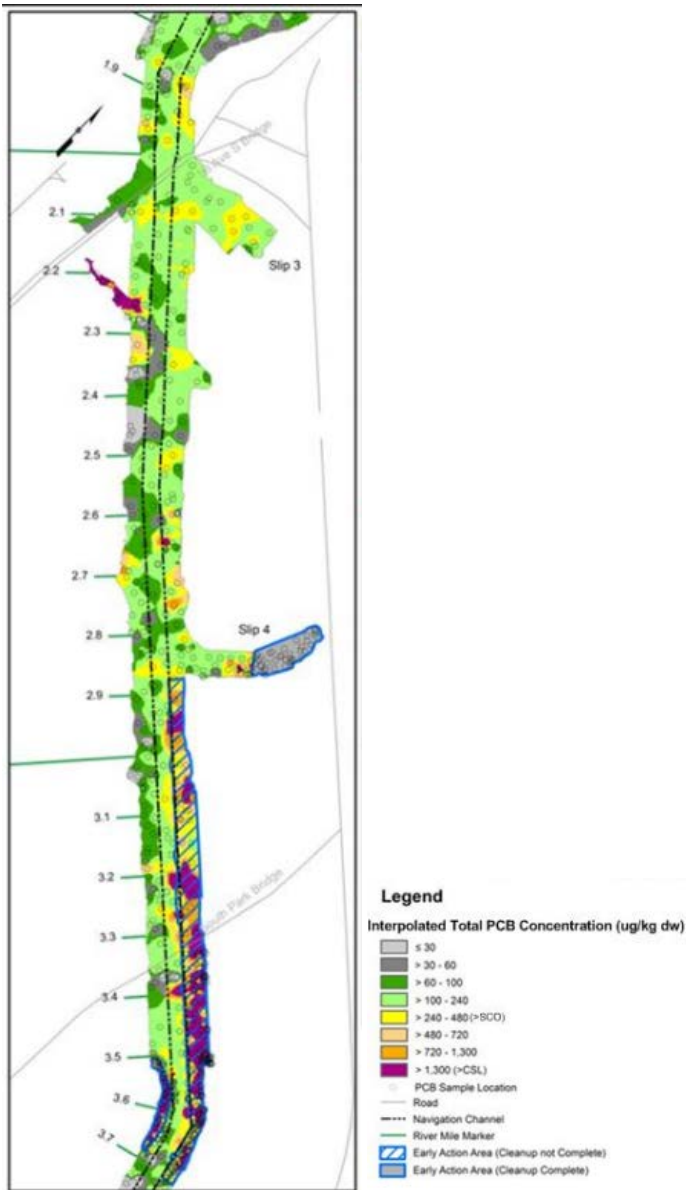 1.9
Ave S Bridge
2.1
2.2
Slip 3
2.3
2.4
2.5
2.6
2.7
Slip 4
2.8
2.9
3.1
3.2
South Park Bridge
3.3
3.4
3.5
3.6
3.7
Legend
Interpolated Total PCB Concentration (ug/kg dw)
≤ 30
> 30 - 60
> 60 - 100
> 100 - 240
> 240 - 480 (>SCO)
> 480 - 720
> 720 - 1,300
> 1,300 (>CSL)
PCB Sample Location
Road
Navigation Channel
River Mile Marker
Early Action Area (Cleanup not Complete)
Early Action Area (Cleanup Complete)